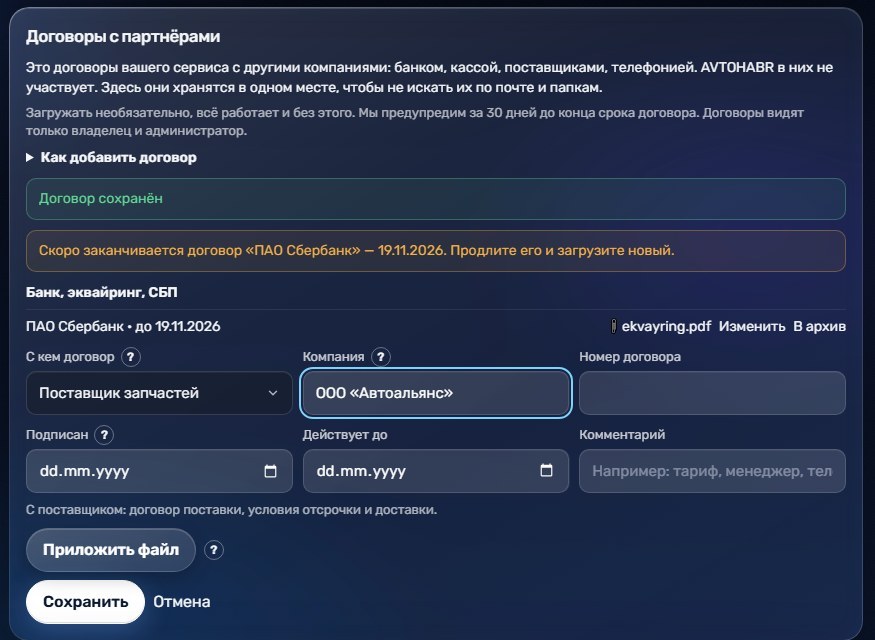 Договоры с партнёрами
Это договоры вашего сервиса с другими компаниями: банком, кассой, поставщиками, телефонией. AVTOHABR в них не
участвует. Здесь они хранятся в одном месте, чтобы не искать их по почте и папкам.
Загружать необязательно, всё работает и без этого. Мы предупредим за 30 дней до конца срока договора. Договоры видят
только владелец и администратор.
Как добавить договор
Договор сохранён
Скоро заканчивается договор «ПАО Сбербанк» — 19.11.2026. Продлите его и загрузите новый.
Банк, эквайринг, СБП
ПАО Сбербанк • до 19.11.2026 ekvayring.pdf Изменить В архив
С кем договор ? Компания ? Номер договора
Поставщик запчастей ООО «Автоальянс»
Подписан ? Действует до Комментарий
dd.mm.yyyy dd.mm.yyyy Например: тариф, менеджер, тел
С поставщиком: договор поставки, условия отсрочки и доставки.
Приложить файл ?
Сохранить Отмена